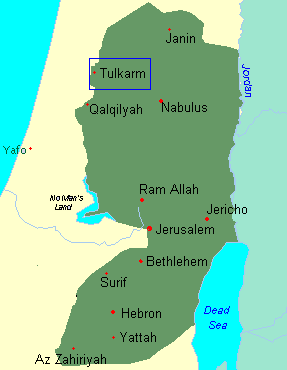 Janin
Tulkarm
Jordan
Qalqilyah
Nabulus
Yafo
Ram Allah
No Man's
Land
Jericho
Jerusalem
Bethlehem
Surif
Hebron
Dead
Sea
Yattah
Az Zahiriyah